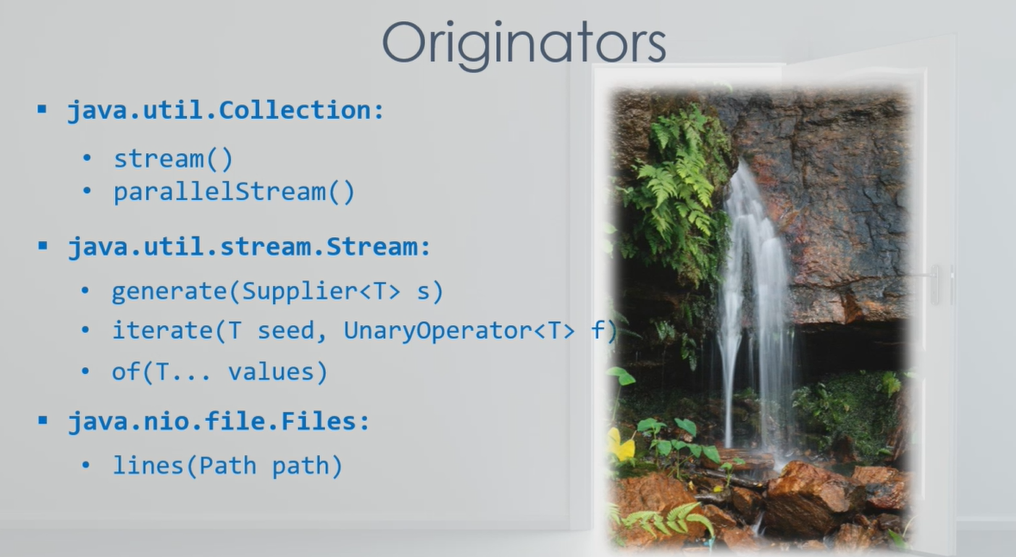 Originators
▪ java.util.Collection:
• stream()
• parallelStream()
▪ java.util.stream.Stream:
• generate(Supplier<T> s)
• iterate(T seed, UnaryOperator<T> f)
• of(T... values)
▪ java.nio.file.Files:
• lines(Path path)